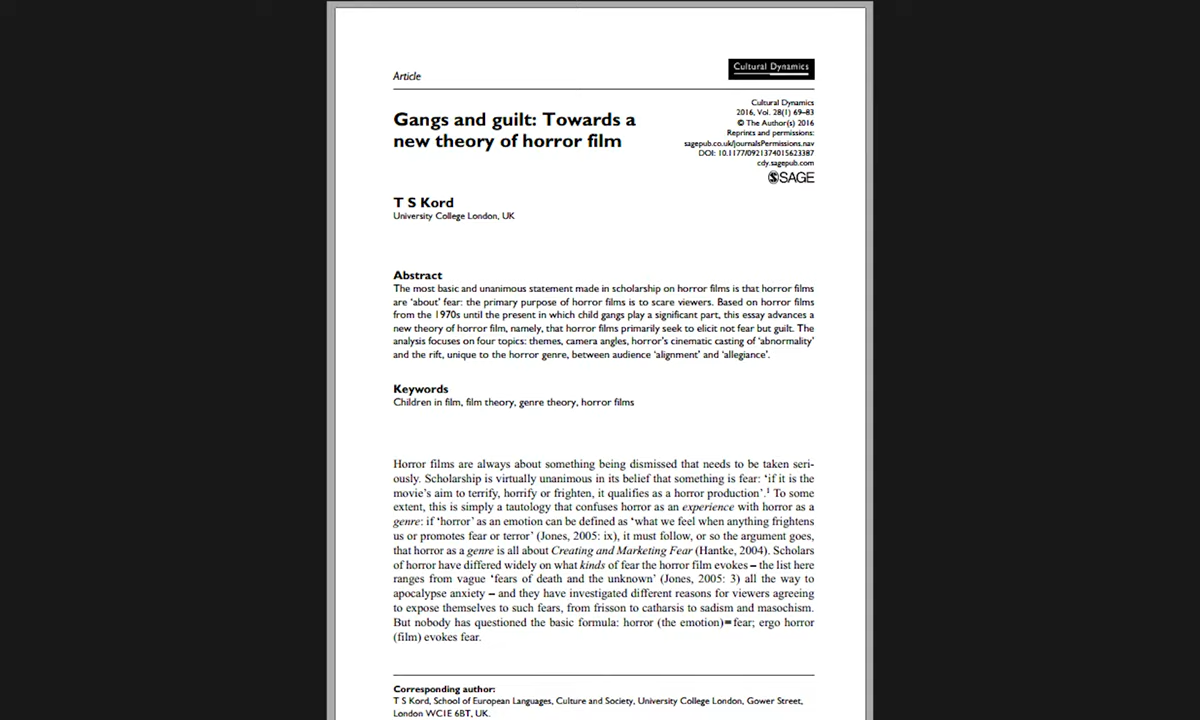 Article
Cultural Dynamics
Gangs and guilt: Towards a
new theory of horror film
Cultural Dynamics
2016, Vol. 28(1) 69–83
© The Author(s) 2016
Reprints and permissions:
sagepub.co.uk/journalsPermissions.nav
DOI: 10.1177/0921374015623387
cdy.sagepub.com
SAGE
T S Kord
University College London, UK
Abstract
The most basic and unanimous statement made in scholarship on horror films is that horror films
are ‘about’ fear: the primary purpose of horror films is to scare viewers. Based on horror films
from the 1970s until the present in which child gangs play a significant part, this essay advances a
new theory of horror film, namely, that horror films primarily seek to elicit not fear but guilt. The
analysis focuses on four topics: themes, camera angles, horror’s cinematic casting of ‘abnormality’
and the rift, unique to the horror genre, between audience ‘alignment’ and ‘allegiance’.
Keywords
Children in film, film theory, genre theory, horror films
Horror films are always about something being dismissed that needs to be taken seri-
ously. Scholarship is virtually unanimous in its belief that something is fear: ‘if it is the
movie’s aim to terrify, horrify or frighten, it qualifies as a horror production’.1 To some
extent, this is simply a tautology that confuses horror as an experience with horror as a
genre: if ‘horror’ as an emotion can be defined as ‘what we feel when anything frightens
us or promotes fear or terror’ (Jones, 2005: ix), it must follow, or so the argument goes,
that horror as a genre is all about Creating and Marketing Fear (Hantke, 2004). Scholars
of horror have differed widely on what kinds of fear the horror film evokes – the list here
ranges from vague ‘fears of death and the unknown’ (Jones, 2005: 3) all the way to
apocalypse anxiety – and they have investigated different reasons for viewers agreeing
to expose themselves to such fears, from frisson to catharsis to sadism and masochism.
But nobody has questioned the basic formula: horror (the emotion)=fear; ergo horror
(film) evokes fear.
Corresponding author:
T S Kord, School of European Languages, Culture and Society, University College London, Gower Street,
London WC1E 6BT, UK.